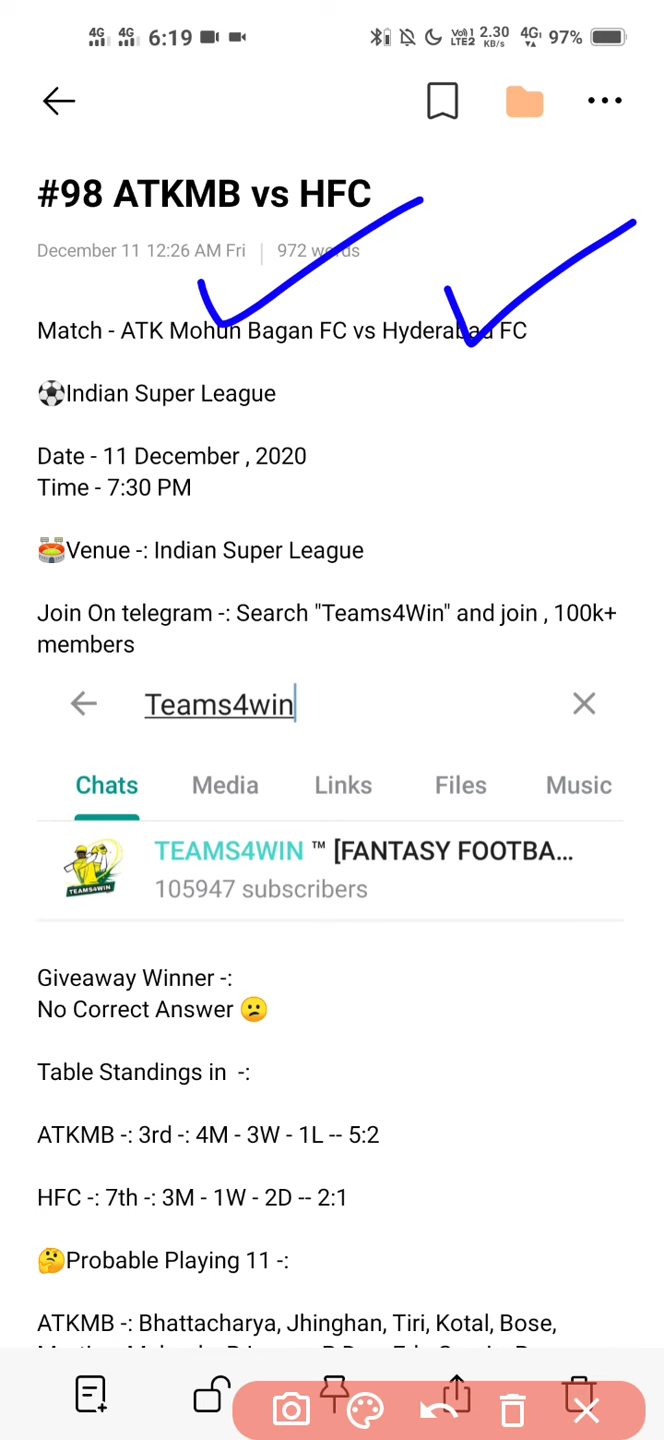 4G 4G 6:19 Vo) 1 LTE2 2.30 KB/s 4G 97%
#98 ATKMB vs HFC
December 11 12:26 AM Fri | 972 words
Match - ATK Mohun Bagan FC vs Hyderabad FC
⚽Indian Super League
Date - 11 December , 2020
Time - 7:30 PM
🏟️Venue -: Indian Super League
Join On telegram -: Search "Teams4Win" and join , 100k+
members
Teams4win
Chats Media Links Files Music
TEAMS4WIN ™ [FANTASY FOOTBA...
TEAMS4WIN
105947 subscribers
Giveaway Winner -:
No Correct Answer 😕
Table Standings in -:
ATKMB -: 3rd -: 4M - 3W - 1L -- 5:2
HFC -: 7th -: 3M - 1W - 2D -- 2:1
🤔Probable Playing 11 -:
ATKMB -: Bhattacharya, Jhinghan, Tiri, Kotal, Bose,